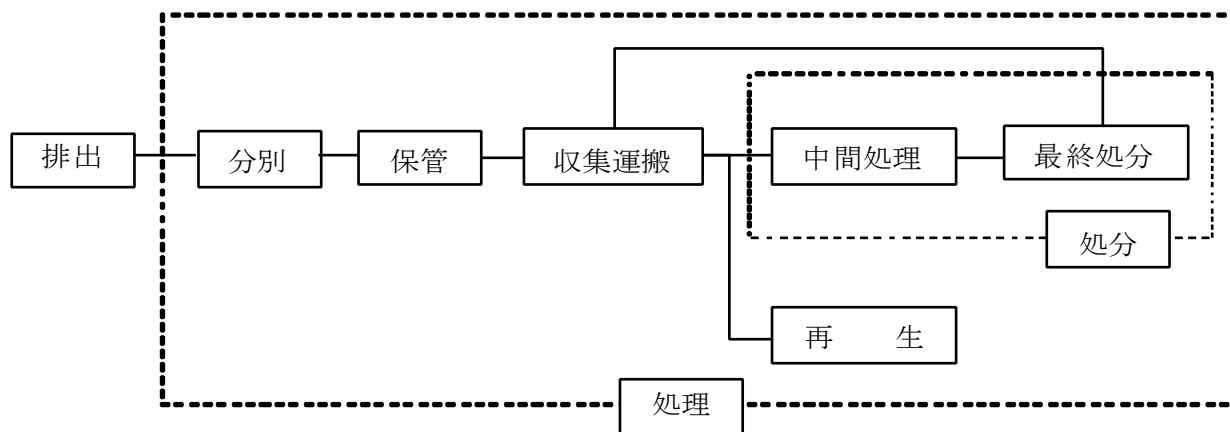 排出
分別
保管
収集運搬
中間処理
最終処分
処分
再　　生
処理